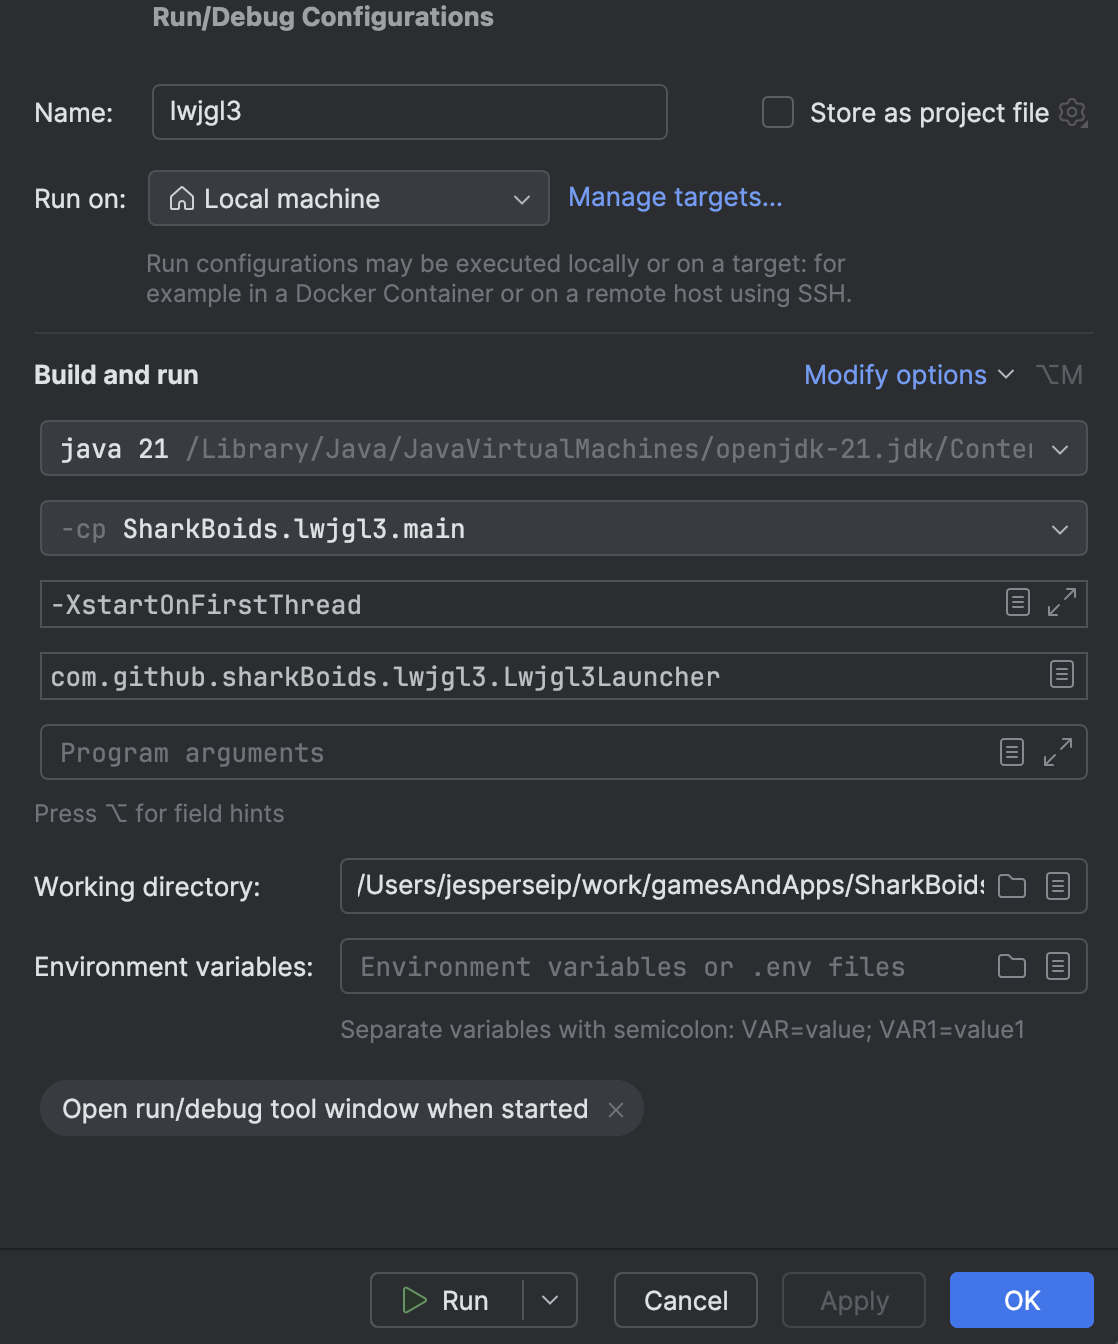 Run/Debug Configurations
Name: lwjgl3 Store as project file
Run on: Local machine Manage targets...
Run configurations may be executed locally or on a target: for
example in a Docker Container or on a remote host using SSH.
Build and run Modify options ⌥M
java 21 /Library/Java/JavaVirtualMachines/openjdk-21.jdk/Conten
-cp SharkBoids.lwjgl3.main
-XstartOnFirstThread
com.github.sharkBoids.lwjgl3.Lwjgl3Launcher
Program arguments
Press ⌥ for field hints
Working directory: /Users/jesperseip/work/gamesAndApps/SharkBoids
Environment variables: Environment variables or .env files
Separate variables with semicolon: VAR=value; VAR1=value1
Open run/debug tool window when started
Run Cancel Apply OK